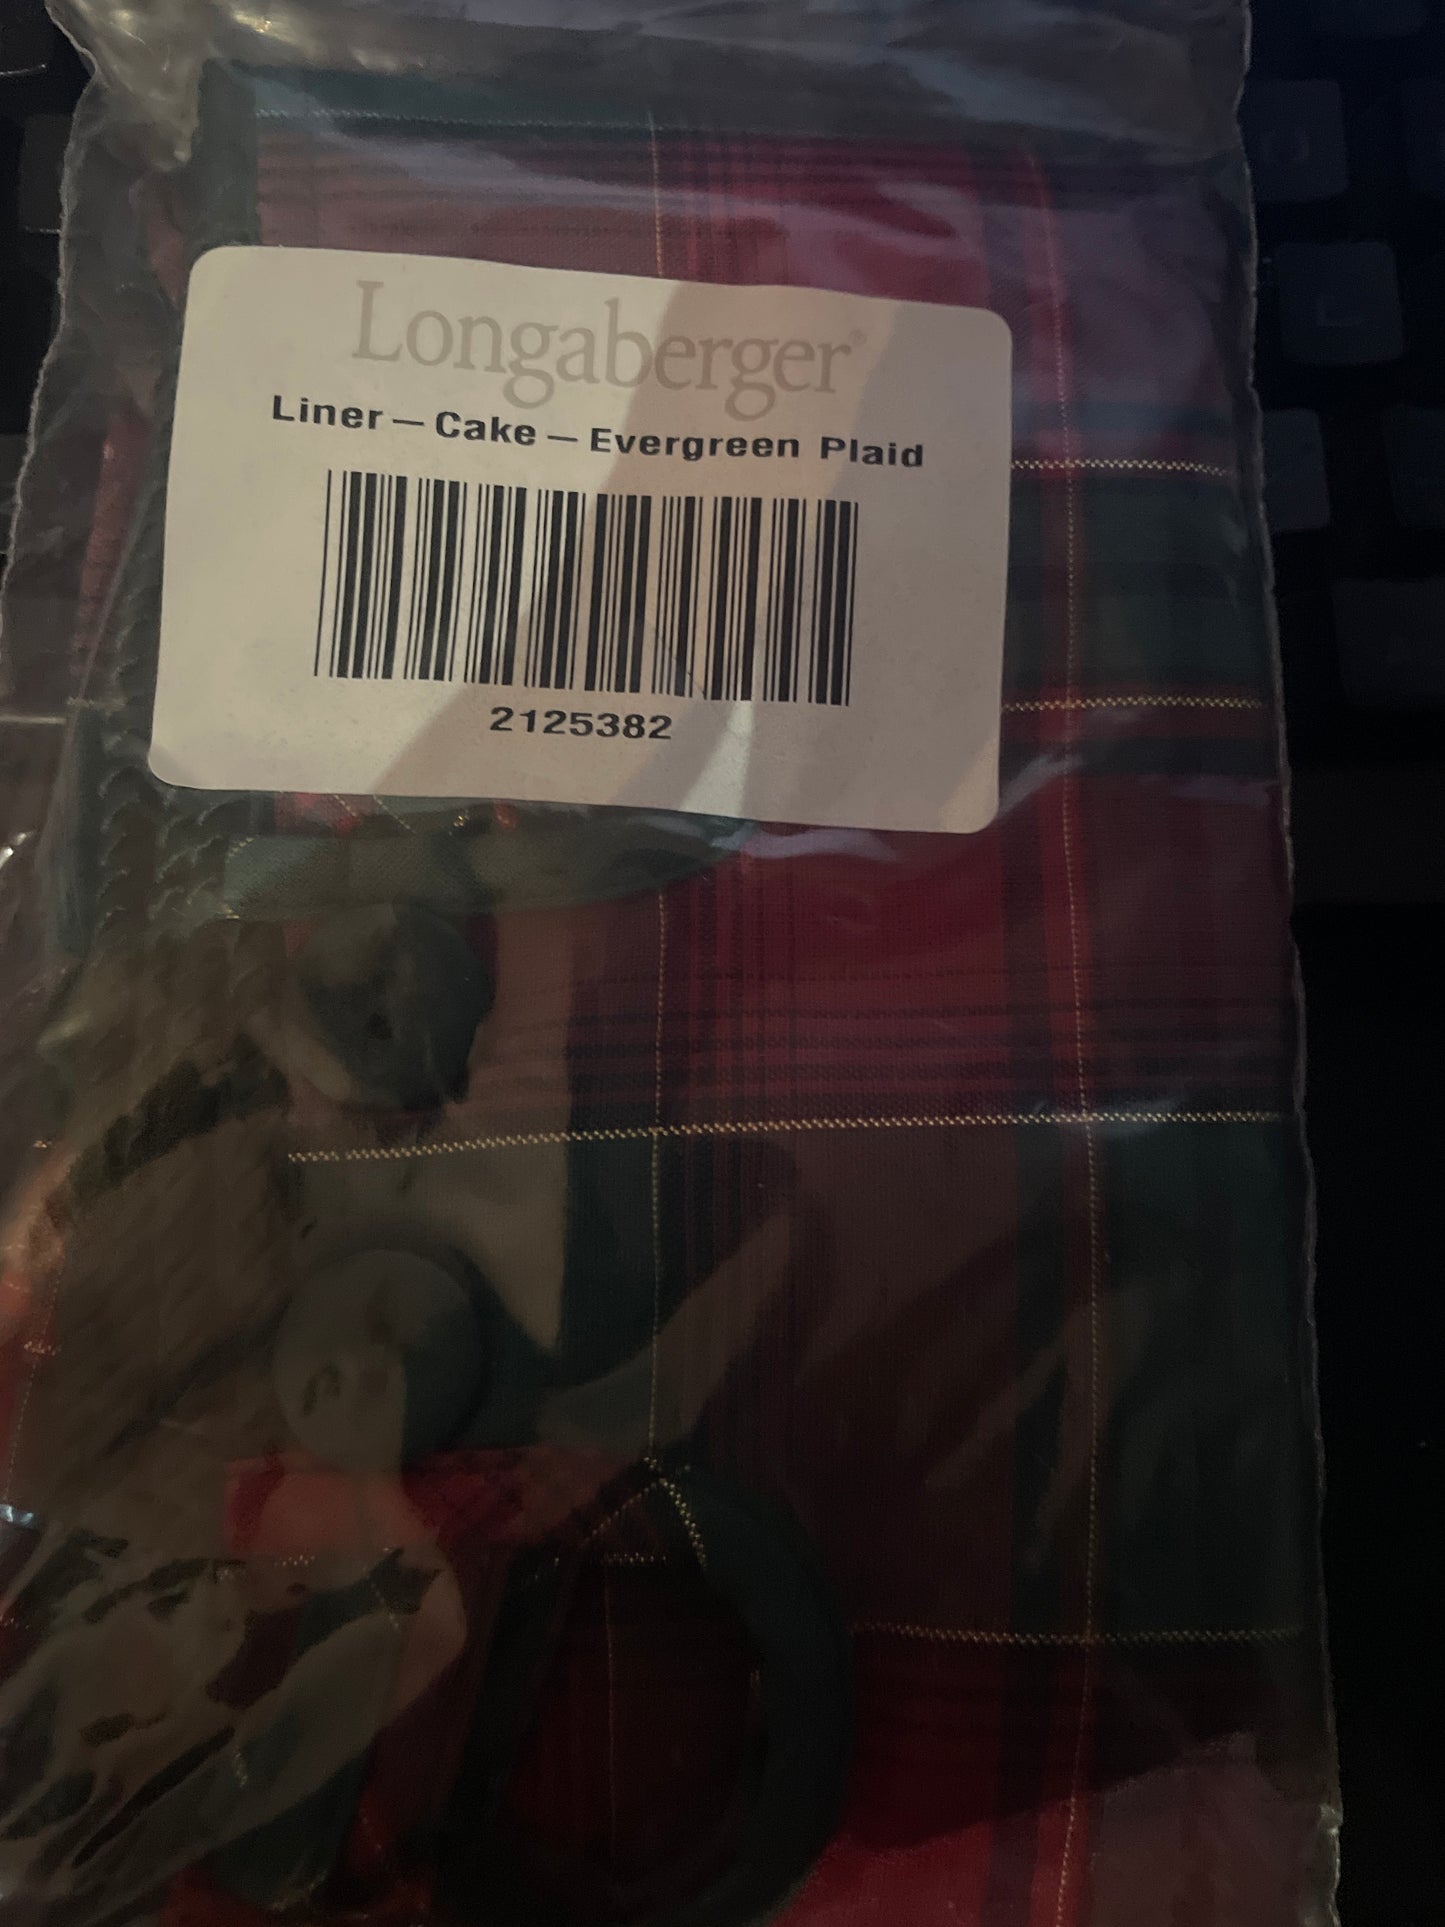 Longaberger®
Liner — Cake — Evergreen Plaid
2125382